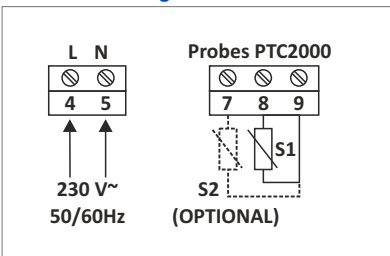 L N
Probes PTC2000
4 5
7 8 9
S1
S2
230 V~
50/60Hz
(OPTIONAL)